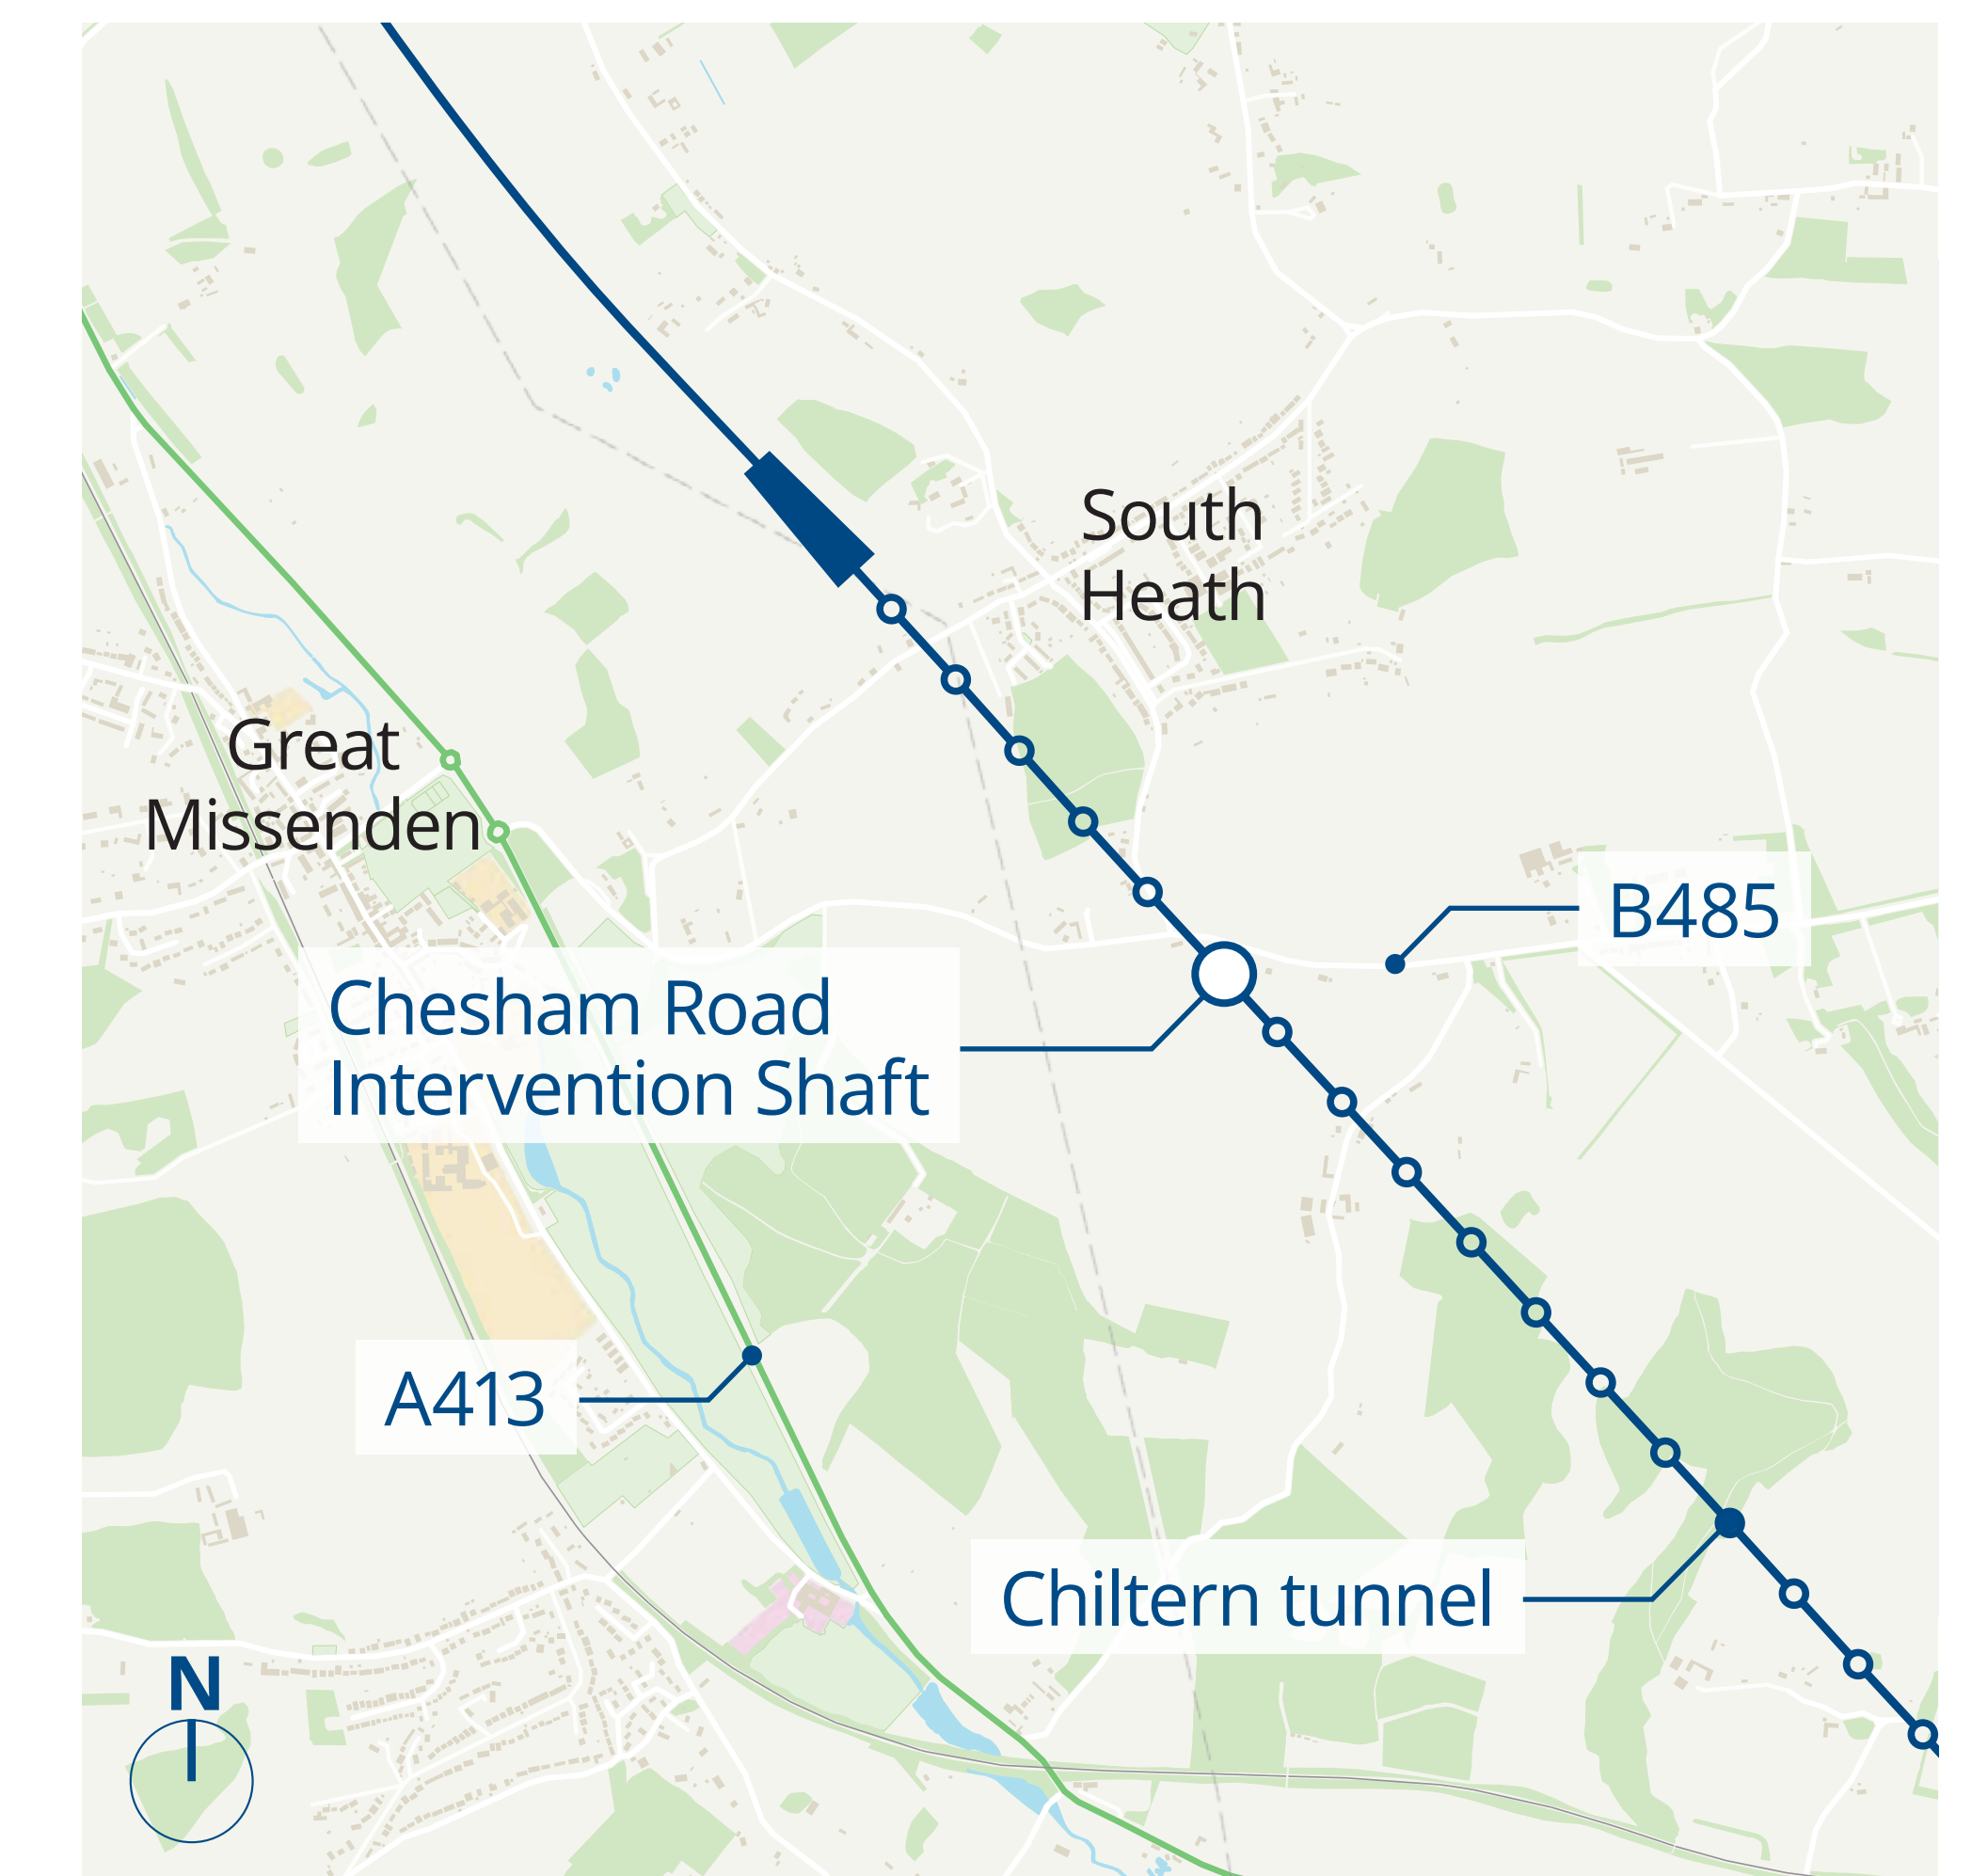 South
Heath
Great
Missenden
B485
Chesham Road
Intervention Shaft
A413
Chiltern tunnel
N